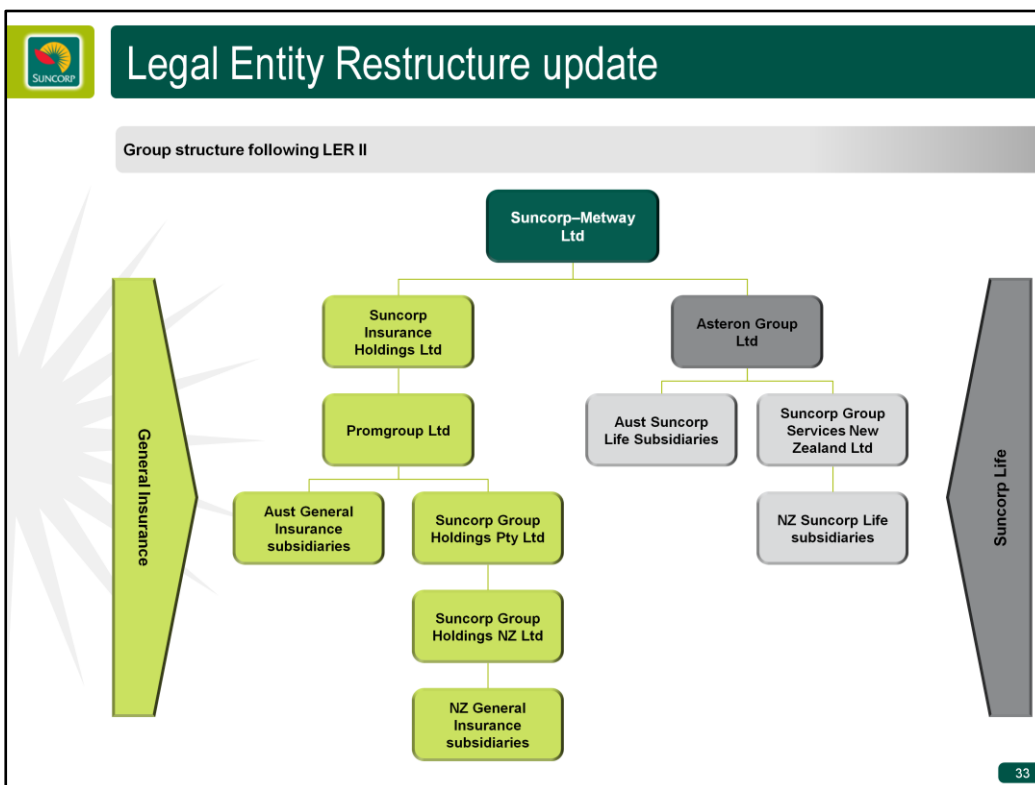 SUNCORP
Legal Entity Restructure update
Group structure following LER II
Suncorp–Metway
Ltd
Suncorp
Insurance
Holdings Ltd
Asteron Group
Ltd
Promgroup Ltd
Aust Suncorp
Life Subsidiaries
Suncorp Group
Services New
Zealand Ltd
General Insurance
Suncorp Life
Aust General
Insurance
subsidiaries
Suncorp Group
Holdings Pty Ltd
NZ Suncorp Life
subsidiaries
Suncorp Group
Holdings NZ Ltd
NZ General
Insurance
subsidiaries
33